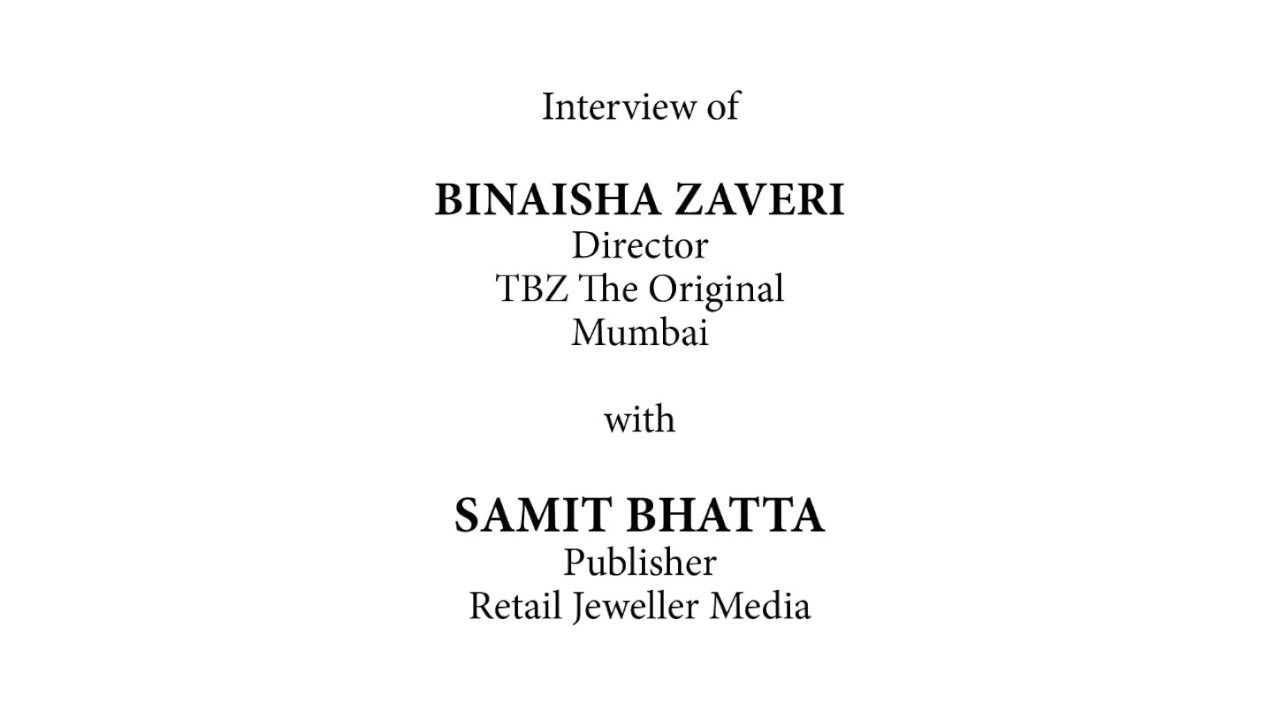 Interview of
BINAISHA ZAVERI
Director
TBZ The Original
Mumbai
with
SAMIT BHATTA
Publisher
Retail Jeweller Media